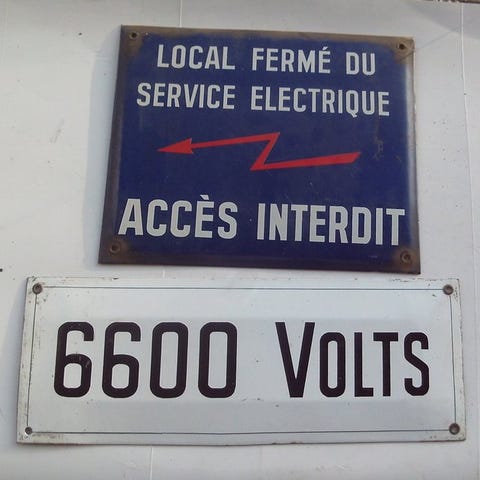 LOCAL FERMÉ DU
SERVICE ELECTRIQUE
ACCÈS INTERDIT
6600 VOLTS